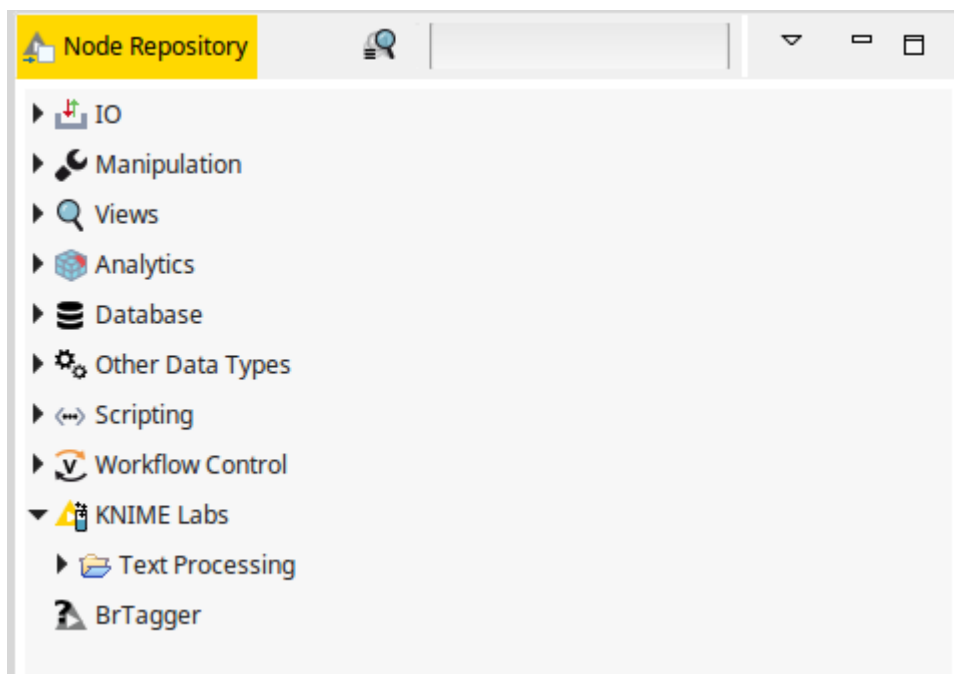 Node Repository
IO
Manipulation
Views
Analytics
Database
Other Data Types
Scripting
Workflow Control
KNIME Labs
Text Processing
BrTagger